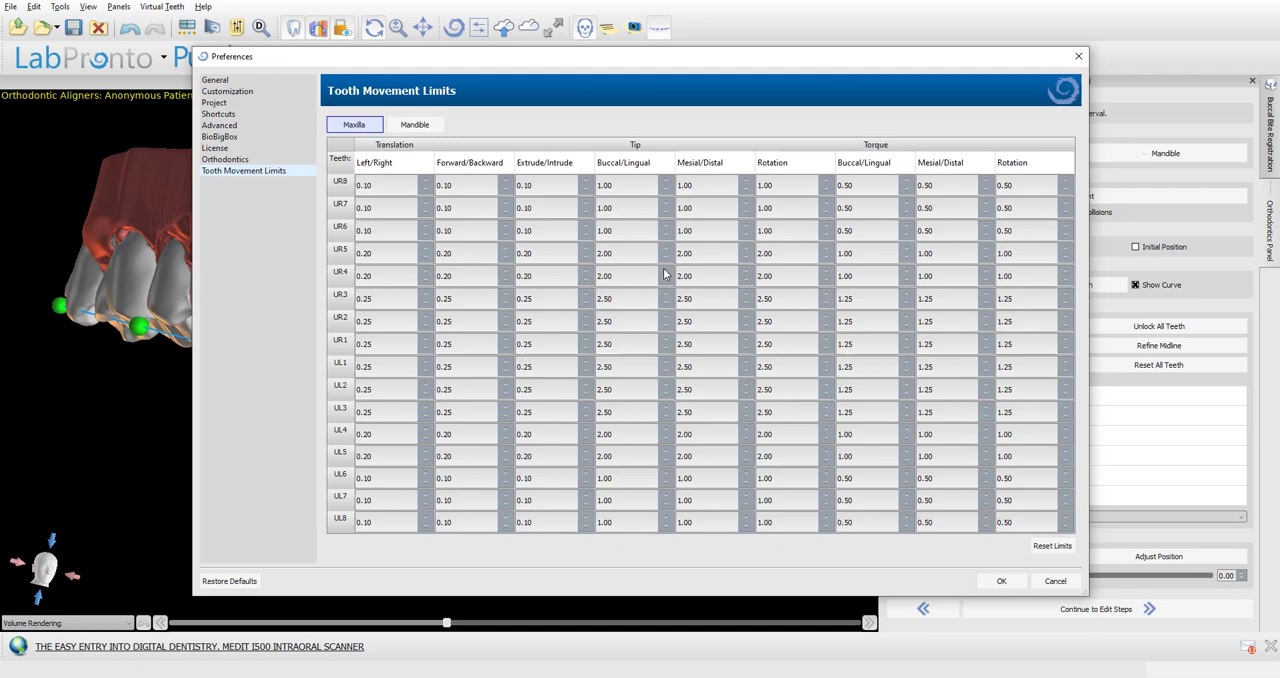 File Edit Tools View Panels Virtual Teeth Help
LabPronto
Preferences
Orthodontic Aligners: Anonymous Patien
General
Customization
Project
Shortcuts
Advanced
BioBigBox
License
Orthodontics
Tooth Movement Limits
Tooth Movement Limits
Maxilla Mandible
Translation Tip Torque
Teeth: Left/Right Forward/Backward Extrude/Intrude Buccal/Lingual Mesial/Distal Rotation Buccal/Lingual Mesial/Distal Rotation
UR8 0.10 0.10 0.10 1.00 1.00 1.00 0.50 0.50 0.50
UR7 0.10 0.10 0.10 1.00 1.00 1.00 0.50 0.50 0.50
UR6 0.10 0.10 0.10 1.00 1.00 1.00 0.50 0.50 0.50
UR5 0.20 0.20 0.20 2.00 2.00 2.00 1.00 1.00 1.00
UR4 0.20 0.20 0.20 2.00 2.00 2.00 1.00 1.00 1.00
UR3 0.25 0.25 0.25 2.50 2.50 2.50 1.25 1.25 1.25
UR2 0.25 0.25 0.25 2.50 2.50 2.50 1.25 1.25 1.25
UR1 0.25 0.25 0.25 2.50 2.50 2.50 1.25 1.25 1.25
UL1 0.25 0.25 0.25 2.50 2.50 2.50 1.25 1.25 1.25
UL2 0.25 0.25 0.25 2.50 2.50 2.50 1.25 1.25 1.25
UL3 0.25 0.25 0.25 2.50 2.50 2.50 1.25 1.25 1.25
UL4 0.20 0.20 0.20 2.00 2.00 2.00 1.00 1.00 1.00
UL5 0.20 0.20 0.20 2.00 2.00 2.00 1.00 1.00 1.00
UL6 0.10 0.10 0.10 1.00 1.00 1.00 0.50 0.50 0.50
UL7 0.10 0.10 0.10 1.00 1.00 1.00 0.50 0.50 0.50
UL8 0.10 0.10 0.10 1.00 1.00 1.00 0.50 0.50 0.50
Reset Limits
Restore Defaults OK Cancel
erval.
Mandible
nt
ollisions
Initial Position
h Show Curve
Unlock All Teeth
Refine Midline
Reset All Teeth
Adjust Position
0.00
Continue to Edit Steps
Buccal Bite Registration
Orthodontics Panel
Volume Rendering
THE EASY ENTRY INTO DIGITAL DENTISTRY, MEDIT I500 INTRAORAL SCANNER